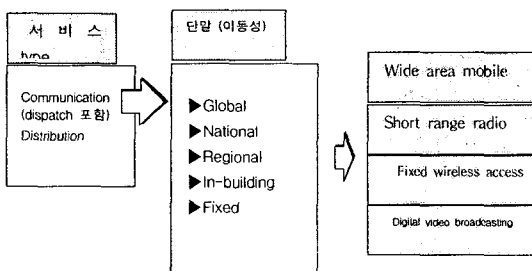 서 비 스
type
Communication
(dispatch 포함)
Distribution
단말 (이동성)
▶Global
▶National
▶Regional
▶In-building
▶Fixed
Wide area mobile
Short range radio
Fixed wireless access
Digital video broadcasting